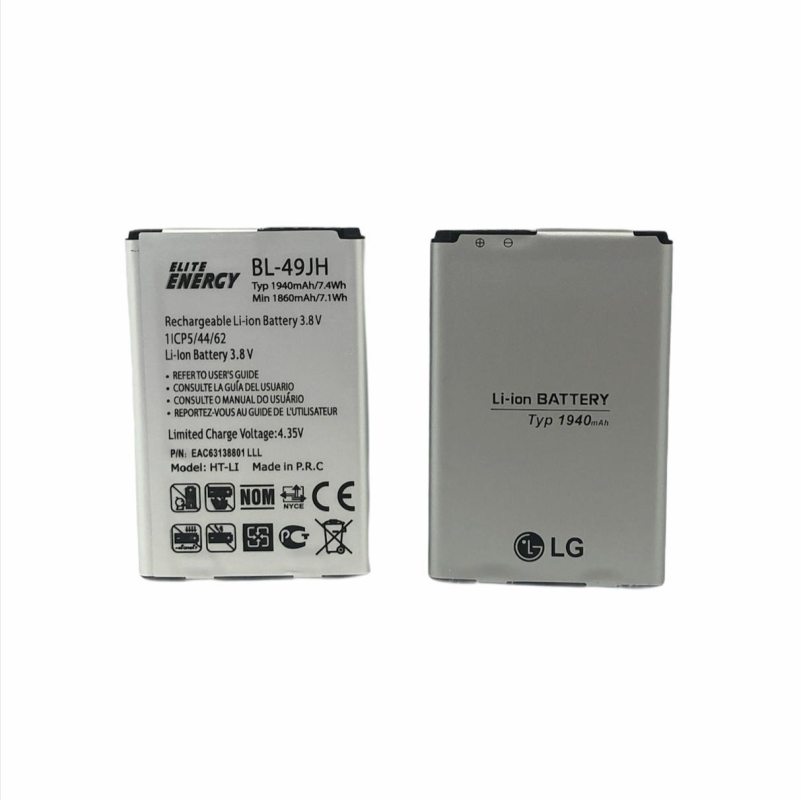 ELITE
ENERGY
BL-49JH
Typ 1940mAh/7.4Wh
Min 1860mAh/7.1Wh
Rechargeable Li-ion Battery 3.8 V
1ICP5/44/62
Li-Ion Battery 3.8 V
• REFER TO USER'S GUIDE
• CONSULTE LA GUÍA DEL USUARIO
• CONSULTE O MANUAL DO USUÁRIO
• REPORTEZ-VOUS AU GUIDE DE L'UTILISATEUR
Limited Charge Voltage:4.35V
P/N: EAC63138801 LLL
Model: HT-LI Made in P.R.C
NOM
NYCE
CE
+ −
Li-ion BATTERY
Typ 1940mAh
LG